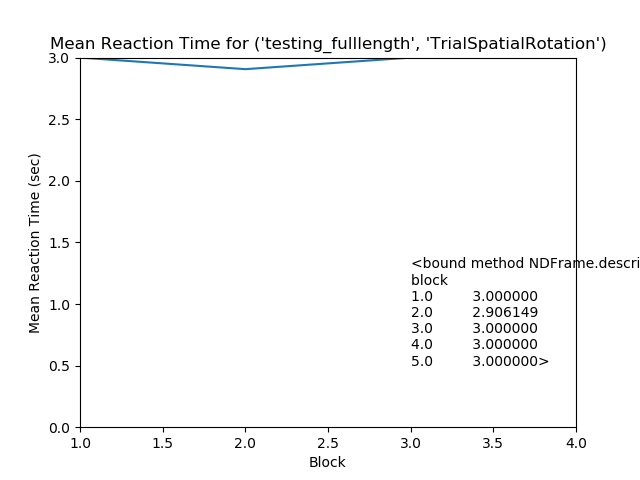 Mean Reaction Time for ('testing_fulllength', 'TrialSpatialRotation')
3.0
2.5
2.0
1.5
1.0
0.5
0.0
Mean Reaction Time (sec)
<bound method NDFrame.descri
block
1.0 3.000000
2.0 2.906149
3.0 3.000000
4.0 3.000000
5.0 3.000000>
1.0 1.5 2.0 2.5 3.0 3.5 4.0
Block